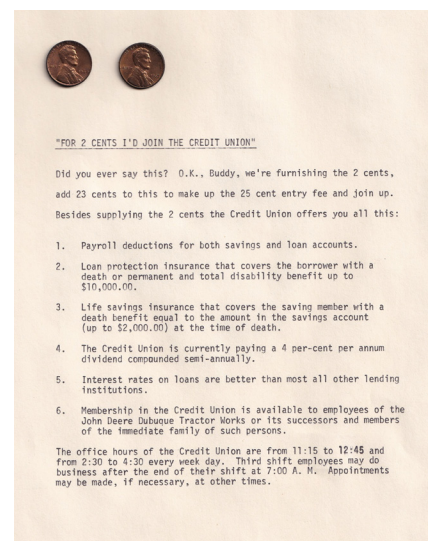 "FOR 2 CENTS I'D JOIN THE CREDIT UNION"
Did you ever say this? O.K., Buddy, we're furnishing the 2 cents,
add 23 cents to this to make up the 25 cent entry fee and join up.
Besides supplying the 2 cents the Credit Union offers you all this:
1. Payroll deductions for both savings and loan accounts.
2. Loan protection insurance that covers the borrower with a
death or permanent and total disability benefit up to
$10,000.00.
3. Life savings insurance that covers the saving member with a
death benefit equal to the amount in the savings account
(up to $2,000.00) at the time of death.
4. The Credit Union is currently paying a 4 per-cent per annum
dividend compounded semi-annually.
5. Interest rates on loans are better than most all other lending
institutions.
6. Membership in the Credit Union is available to employees of the
John Deere Dubuque Tractor Works or its successors and members
of the immediate family of such persons.
The office hours of the Credit Union are from 11:15 to 12:45 and
from 2:30 to 4:30 every week day. Third shift employees may do
business after the end of their shift at 7:00 A. M. Appointments
may be made, if necessary, at other times.